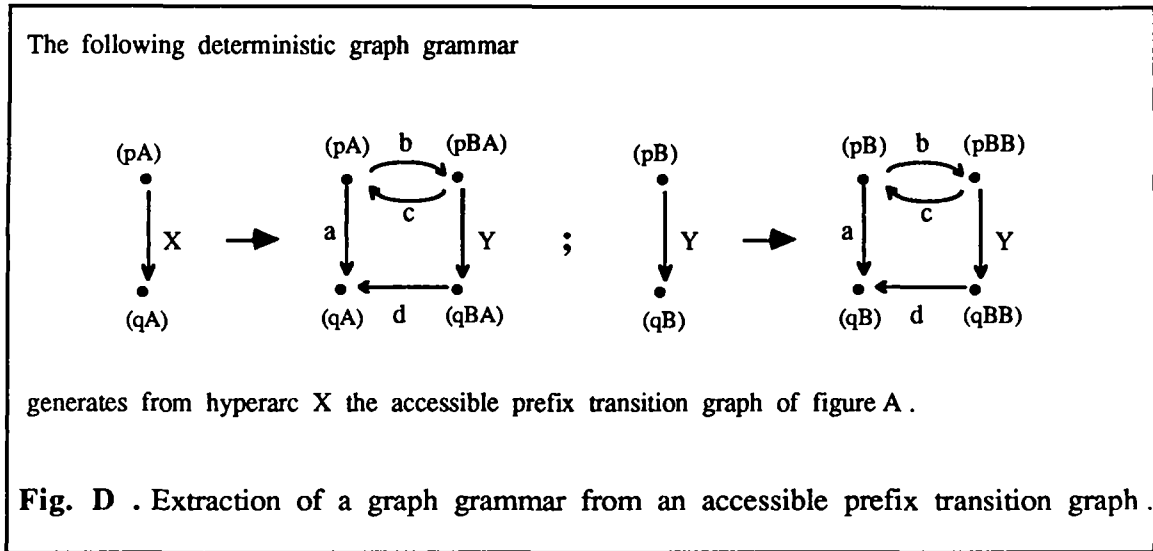 The following deterministic graph grammar
(pA) (pA) b (pBA) (pB) (pB) b (pBB)
c c
X a Y ; Y a Y
(qA) (qA) d (qBA) (qB) (qB) d (qBB)
generates from hyperarc X the accessible prefix transition graph of figure A .
Fig. D . Extraction of a graph grammar from an accessible prefix transition graph .